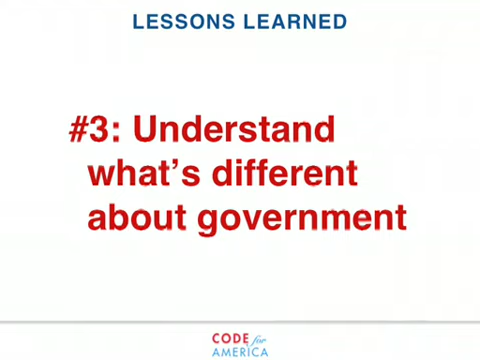 LESSONS LEARNED
#3: Understand
what’s different
about government
CODE for
AMERICA